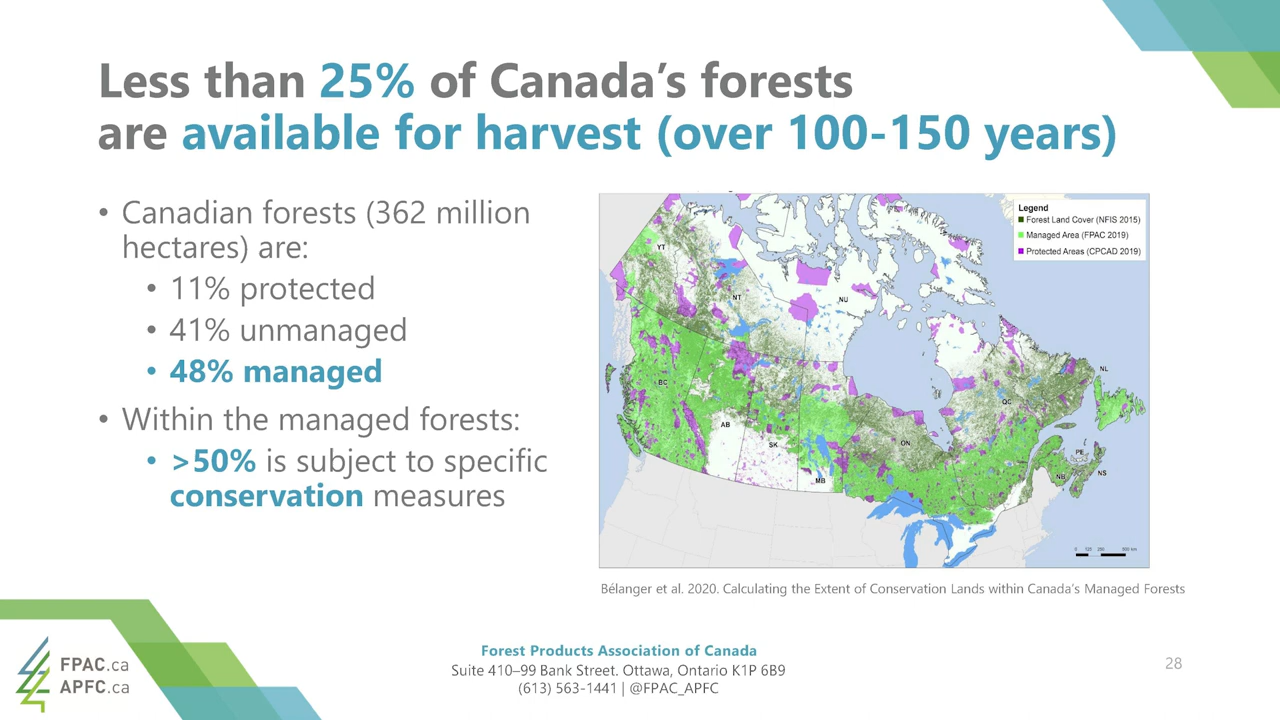 Less than 25% of Canada’s forests
are available for harvest (over 100-150 years)
• Canadian forests (362 million
hectares) are:
• 11% protected
• 41% unmanaged
• 48% managed
• Within the managed forests:
• >50% is subject to specific
conservation measures
Legend
Forest Land Cover (NFIS 2015)
Managed Area (FPAC 2019)
Protected Areas (CPCAD 2019)
YT
NT
NU
NL
BC
QC
AB
SK
ON
PE
MB
NB
NS
Bélanger et al. 2020. Calculating the Extent of Conservation Lands within Canada’s Managed Forests
FPAC.ca
APFC.ca
Forest Products Association of Canada
Suite 410–99 Bank Street. Ottawa, Ontario K1P 6B9
(613) 563-1441 | @FPAC_APFC
28